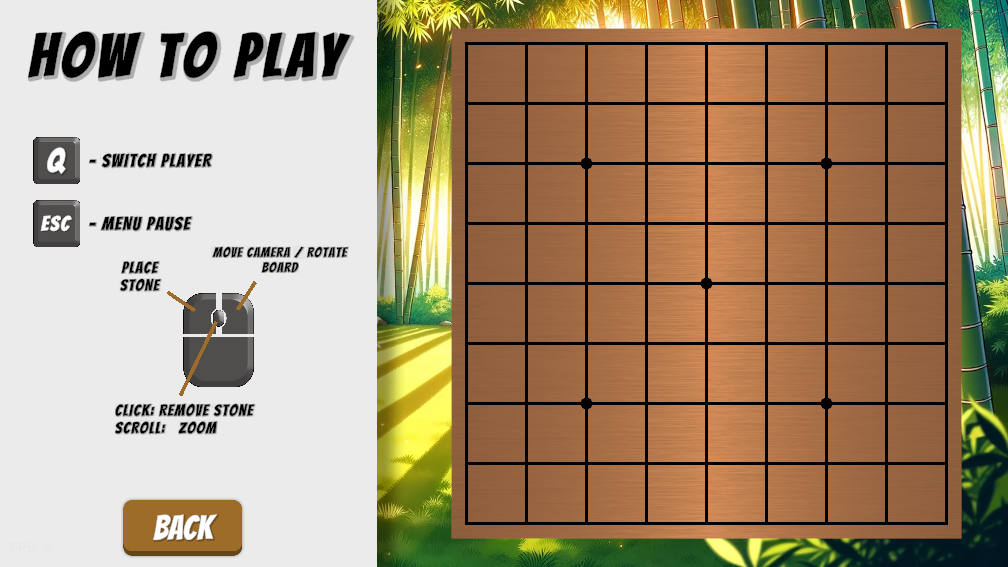 HOW TO PLAY
Q - SWITCH PLAYER
ESC - MENU PAUSE
MOVE CAMERA / ROTATE
BOARD
PLACE
STONE
CLICK: REMOVE STONE
SCROLL: ZOOM
BACK